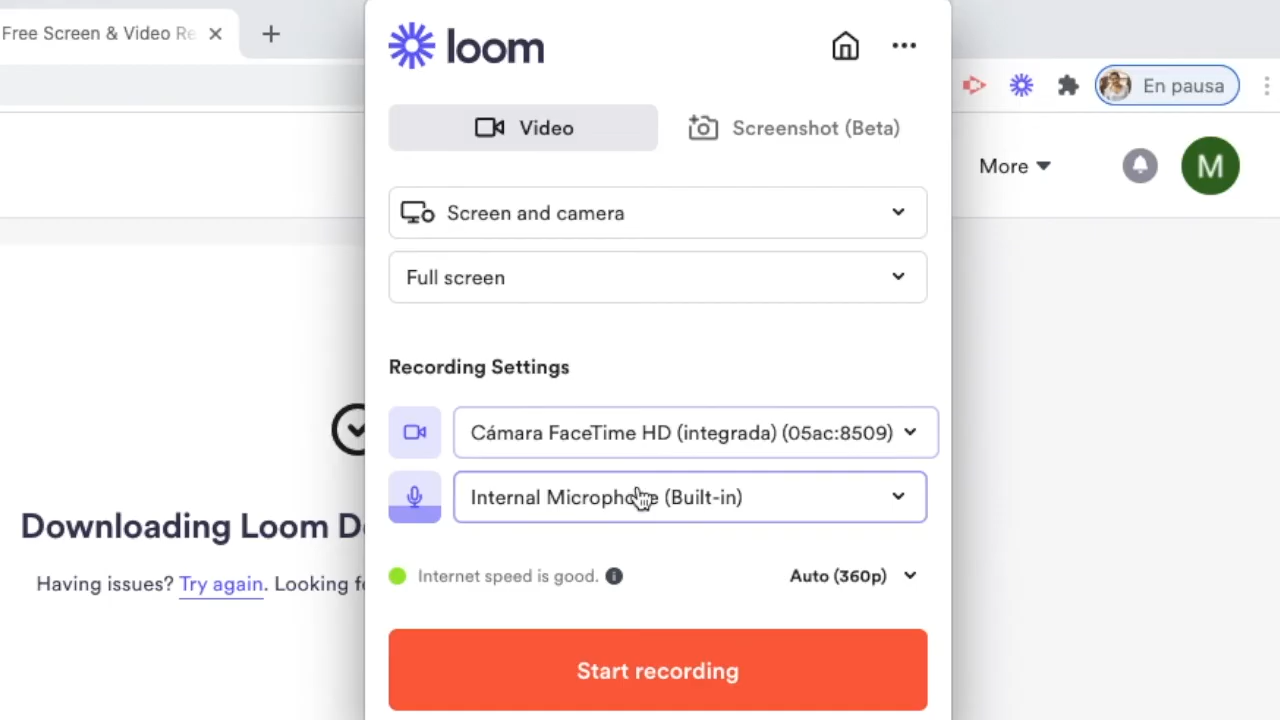 Free Screen & Video Re
loom
En pausa
Video
Screenshot (Beta)
More
M
Screen and camera
Full screen
Recording Settings
Cámara FaceTime HD (integrada) (05ac:8509)
Internal Microphone (Built-in)
Downloading Loom De
Having issues? Try again. Looking fo
Internet speed is good.
Auto (360p)
Start recording